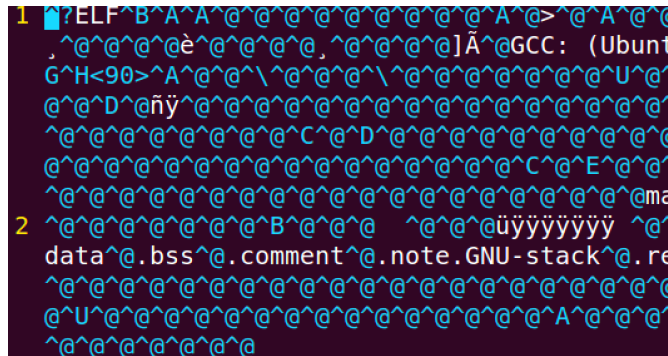 1 ^?ELF^B^A^A^@^@^@^@^@^@^@^@^@^A^@>^@^A^@^@
¸^@^@^@^@è^@^@^@^@¸^@^@^@^@]Ã^@GCC: (Ubunt
G^H<90>^A^@^@^\^@^@^@^\^@^@^@^@^@^@^@^U^@^
@^@^D^@ñÿ^@^@^@^@^@^@^@^@^@^@^@^@^@^@^@^@^
^@^@^@^@^@^@^@^@^C^@^D^@^@^@^@^@^@^@^@^@^@
@^@^@^@^@^@^@^@^@^@^@^@^@^@^@^@^C^@^E^@^@
^@^@^@^@^@^@^@^@^@^@^@^@^@^@^@^@^@^@^@^@ma
2 ^@^@^@^@^@^@^@^B^@^@^@  ^@^@^@üÿÿÿÿÿÿÿ ^@^
data^@.bss^@.comment^@.note.GNU-stack^@.re
^@^@^@^@^@^@^@^@^@^@^@^@^@^@^@^@^@^@^@^@^@
@^U^@^@^@^@^@^@^@^@^@^@^@^@^@^@^@^A^@^@^@^
^@^@^@^@^@^@^@